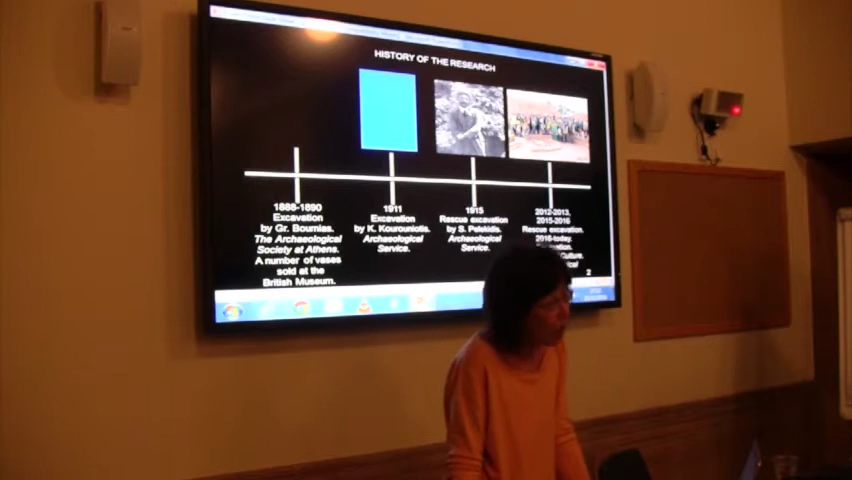 HISTORY OF THE RESEARCH
1888-1890
Excavation
by Gr. Boumias.
The Archaeological
Society at Athens.
A number of vases
sold at the
British Museum.
1911
Excavation
by K. Kourouniotis.
Archaeological
Service.
1915
Rescue excavation
by S. Pelekidis.
Archaeological
Service.
2012-2013,
2015-2016
Rescue excavation.
2016-today.
Culture.
2